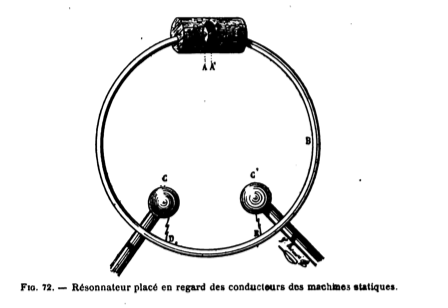 A A'
B
C C'
D
FIG. 72. — Résonnateur placé en regard des conducteurs des machines statiques.